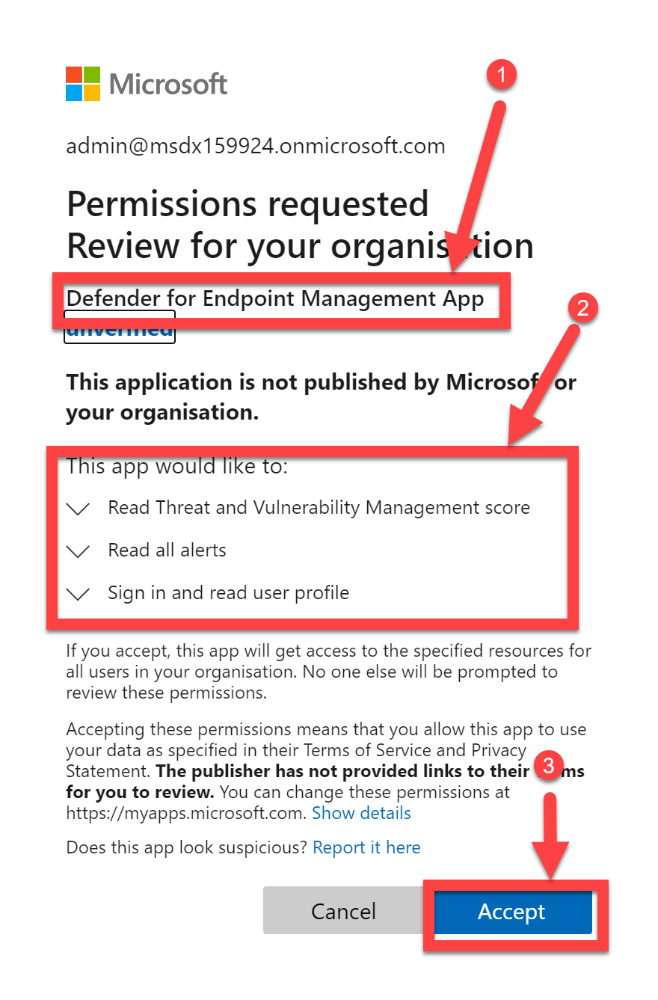 Microsoft
1
admin@msdx159924.onmicrosoft.com
Permissions requested
Review for your organisation
Defender for Endpoint Management App
unverified
2
This application is not published by Microsoft or
your organisation.
This app would like to:
Read Threat and Vulnerability Management score
Read all alerts
Sign in and read user profile
If you accept, this app will get access to the specified resources for
all users in your organisation. No one else will be prompted to
review these permissions.
Accepting these permissions means that you allow this app to use
your data as specified in their Terms of Service and Privacy
Statement. The publisher has not provided links to their Terms
for you to review. You can change these permissions at
https://myapps.microsoft.com. Show details
3
Does this app look suspicious? Report it here
Cancel
Accept